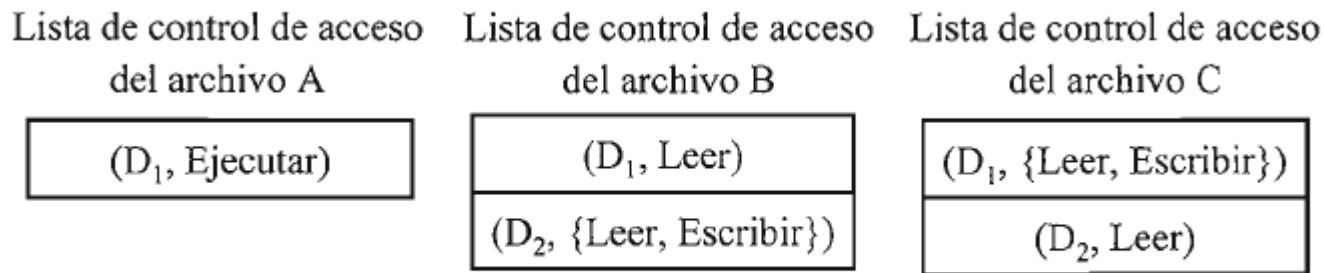 Lista de control de acceso
del archivo A
(D₁, Ejecutar)
Lista de control de acceso
del archivo B
(D₁, Leer)
(D₂, {Leer, Escribir})
Lista de control de acceso
del archivo C
(D₁, {Leer, Escribir})
(D₂, Leer)